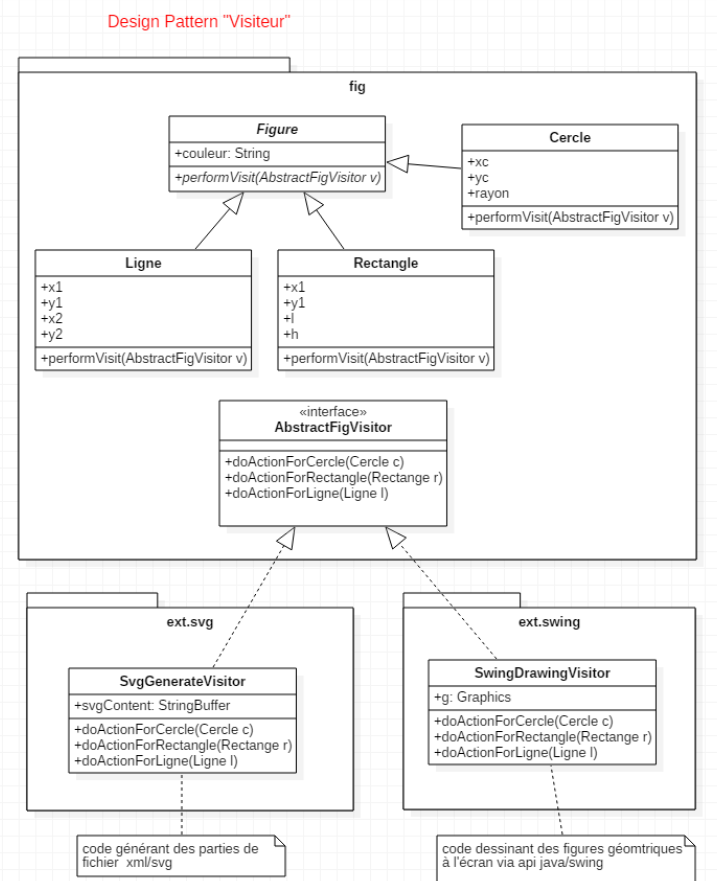 Design Pattern "Visiteur"
fig
Figure
+couleur: String
+performVisit(AbstractFigVisitor v)
Cercle
+xc
+yc
+rayon
+performVisit(AbstractFigVisitor v)
Ligne
+x1
+y1
+x2
+y2
+performVisit(AbstractFigVisitor v)
Rectangle
+x1
+y1
+l
+h
+performVisit(AbstractFigVisitor v)
«interface»
AbstractFigVisitor
+doActionForCercle(Cercle c)
+doActionForRectangle(Rectange r)
+doActionForLigne(Ligne l)
ext.svg
SvgGenerateVisitor
+svgContent: StringBuffer
+doActionForCercle(Cercle c)
+doActionForRectangle(Rectange r)
+doActionForLigne(Ligne l)
code générant des parties de
fichier xml/svg
ext.swing
SwingDrawingVisitor
+g: Graphics
+doActionForCercle(Cercle c)
+doActionForRectangle(Rectange r)
+doActionForLigne(Ligne l)
code dessinant des figures géomtriques
à l'écran via api java/swing